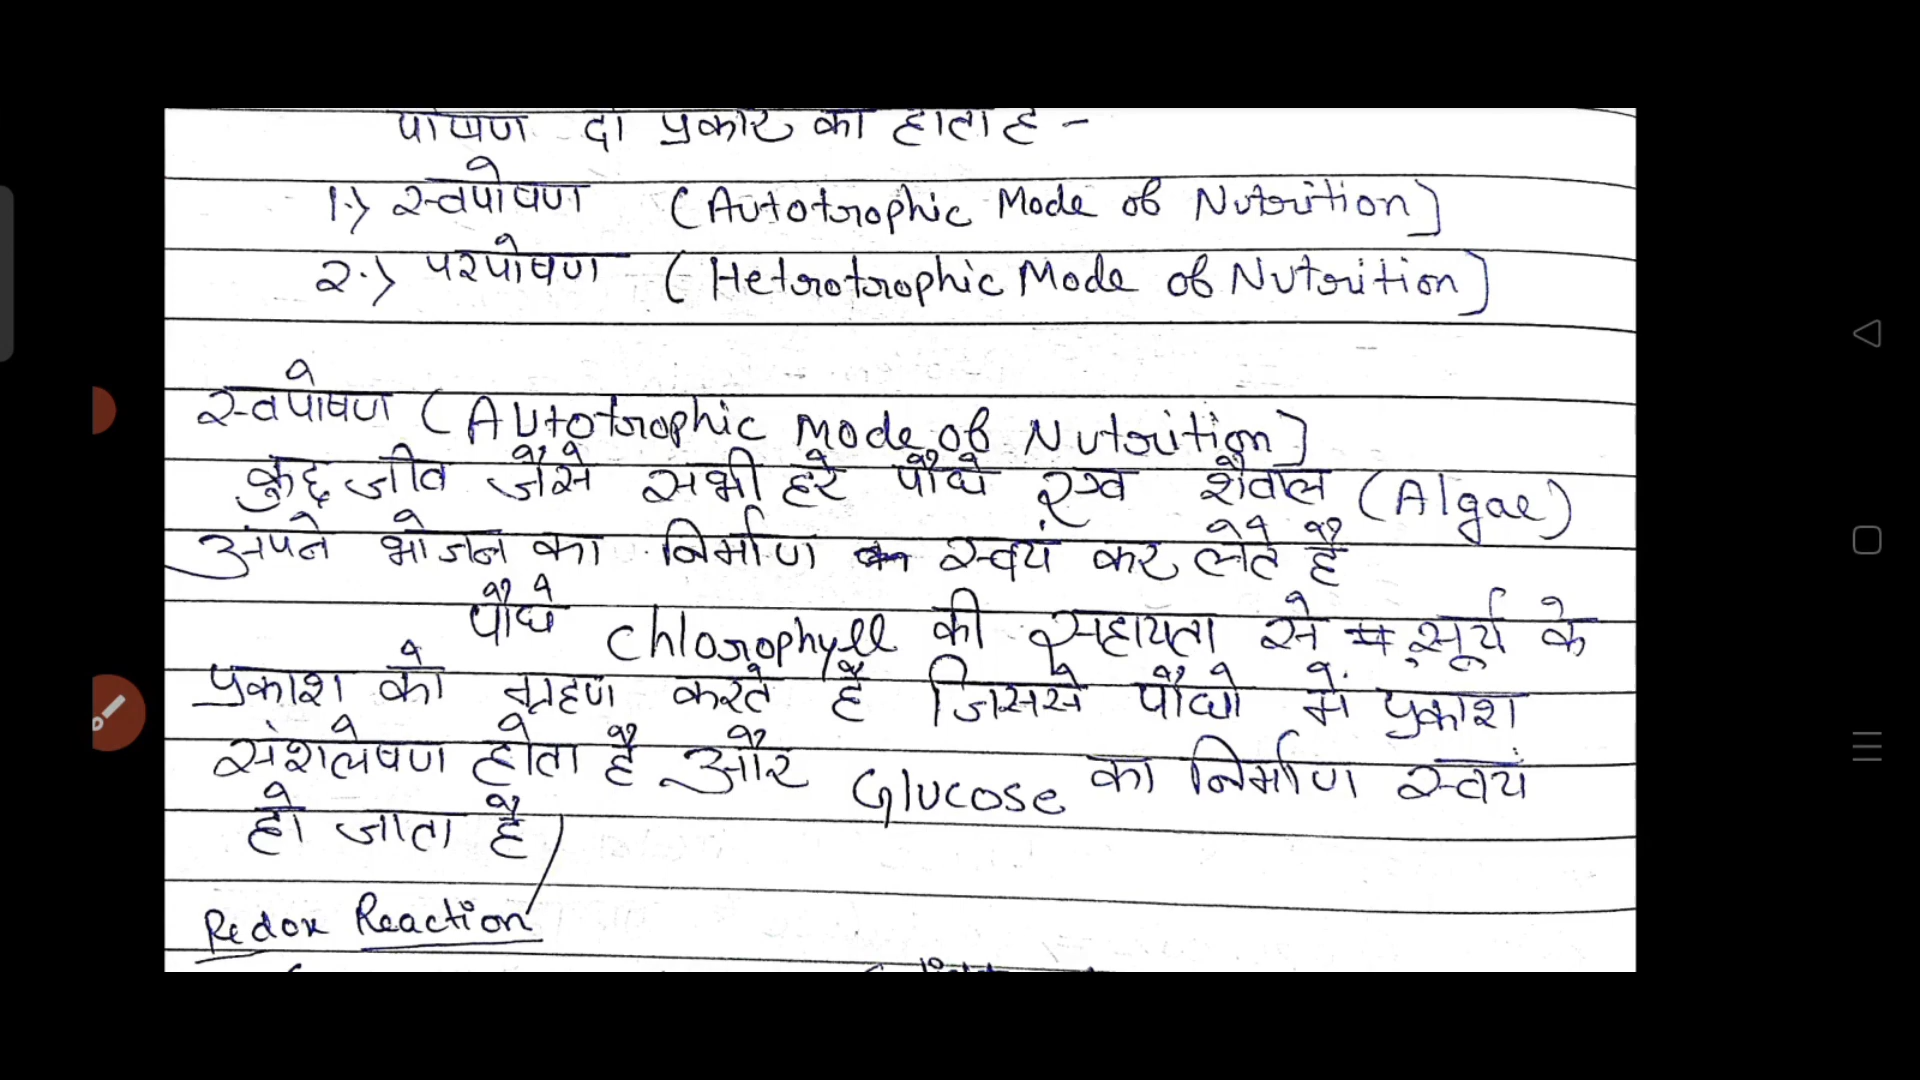 पोषण दो प्रकार का होता है -
1.) स्वपोषण (Autotrophic Mode of Nutrition)
2.) परपोषण (Hetrotrophic Mode of Nutrition)
स्वपोषण (Autotrophic Mode of Nutrition)
कुछ जीव जैसे सभी हरे पौधे एवं शैवाल (Algae)
अपने भोजन का निर्माण स्वयं कर लेते हैं
पौधे Chlorophyll की सहायता से सूर्य के
प्रकाश को ग्रहण करते हैं जिससे पौधो में प्रकाश
संशलेषण होता है और Glucose का निर्माण स्वयं
हो जाता है/
Redox Reaction